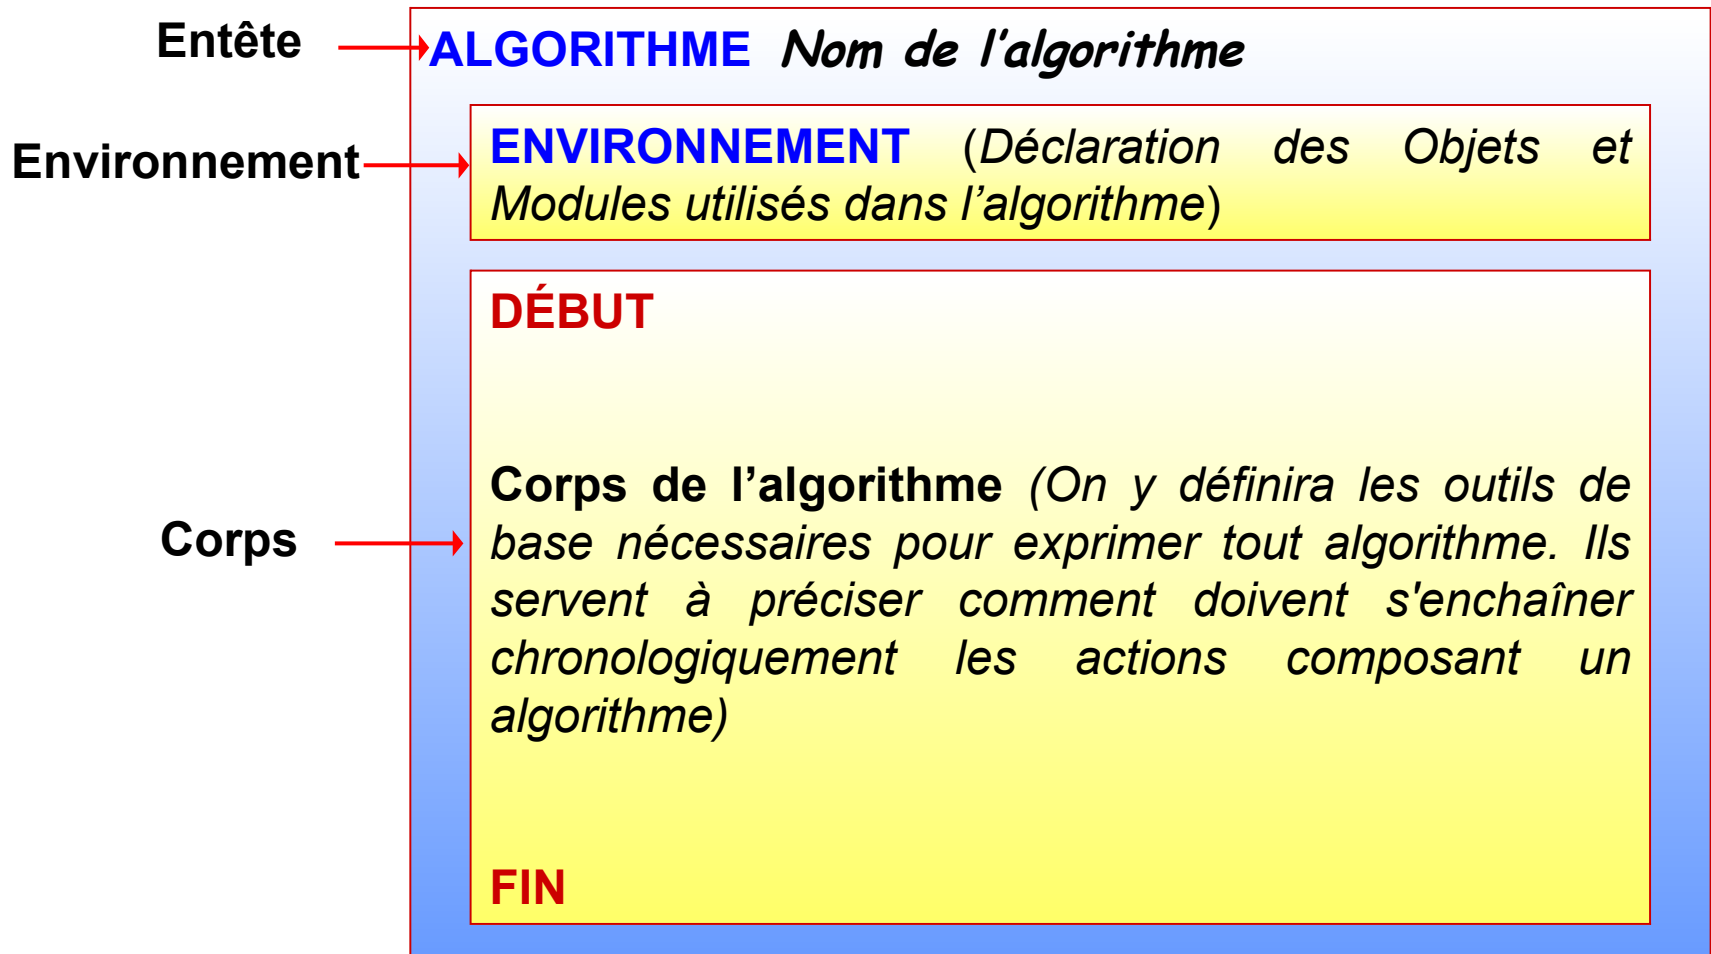 Entête
ALGORITHME Nom de l’algorithme
Environnement
ENVIRONNEMENT (Déclaration des Objets et
Modules utilisés dans l’algorithme)
DÉBUT
Corps
Corps de l’algorithme (On y définira les outils de
base nécessaires pour exprimer tout algorithme. Ils
servent à préciser comment doivent s'enchaîner
chronologiquement les actions composant un
algorithme)
FIN